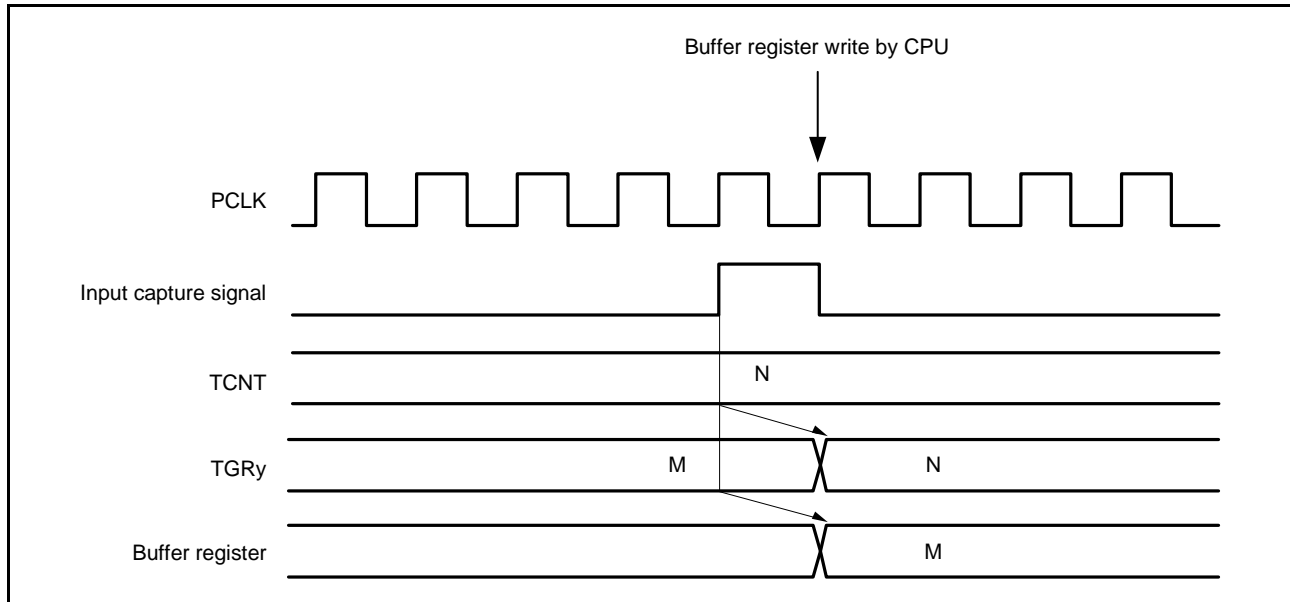 Buffer register write by CPU
PCLK
Input capture signal
TCNT
N
TGRy
M
N
Buffer register
M